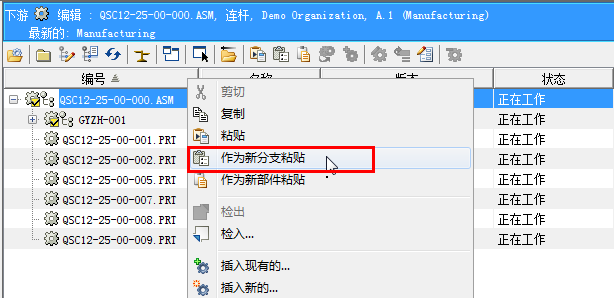 下游 编辑 : QSC12-25-00-000.ASM, 连杆, Demo Organization, A.1 (Manufacturing)
最新的: Manufacturing
编号 名称 版本 状态
QSC12-25-00-000.ASM 正在工作
GYZH-001 正在工作
QSC12-25-00-001.PRT 正在工作
QSC12-25-00-002.PRT 正在工作
QSC12-25-00-005.PRT 正在工作
QSC12-25-00-007.PRT 正在工作
QSC12-25-00-008.PRT 正在工作
QSC12-25-00-009.PRT 正在工作
剪切
复制
粘贴
作为新分支粘贴
作为新部件粘贴
检出
检入...
插入现有的...
插入新的...